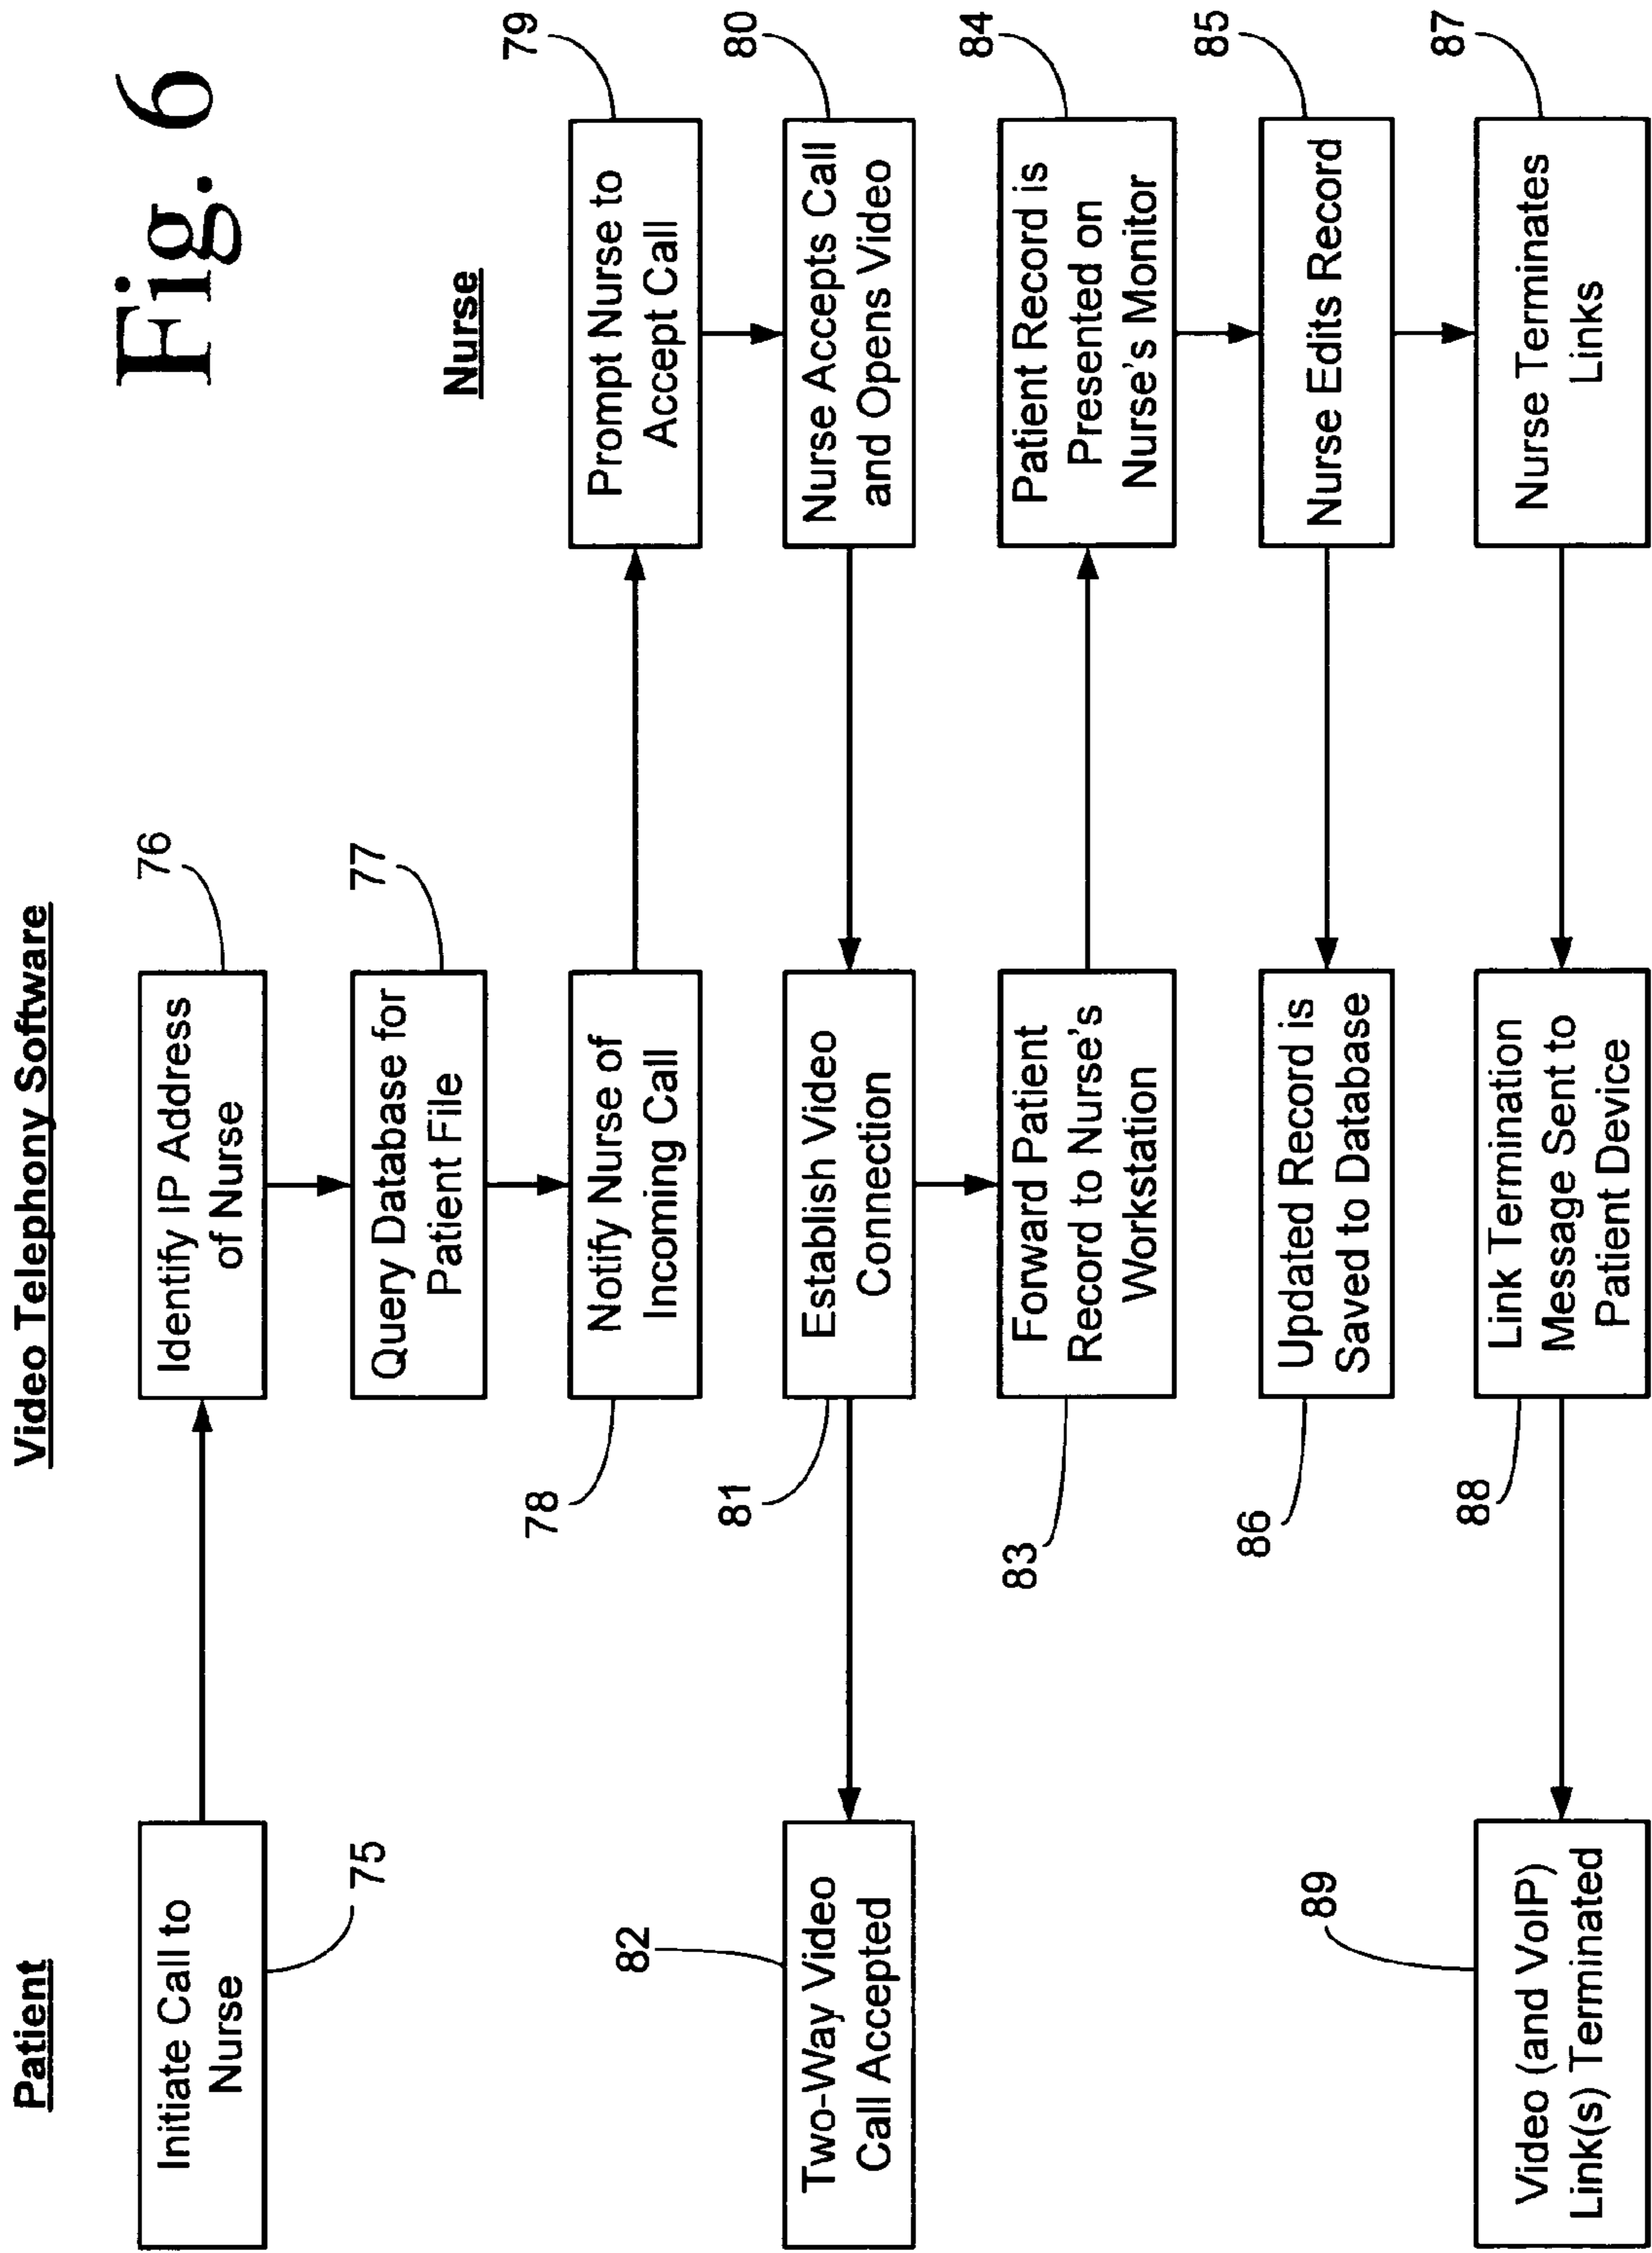 Fig. 6
Patient
Video Telephony Software
Nurse
Initiate Call to
Nurse
75
Identify IP Address
of Nurse
76
Query Database for
Patient File
77
Notify Nurse of
Incoming Call
78
Prompt Nurse to
Accept Call
79
Nurse Accepts Call
and Opens Video
80
Establish Video
Connection
81
Two-Way Video
Call Accepted
82
Forward Patient
Record to Nurse's
Workstation
83
Patient Record is
Presented on
Nurse's Monitor
84
Nurse Edits Record
85
Updated Record is
Saved to Database
86
Nurse Terminates
Links
87
Link Termination
Message Sent to
Patient Device
88
Video (and VoIP)
Link(s) Terminated
89